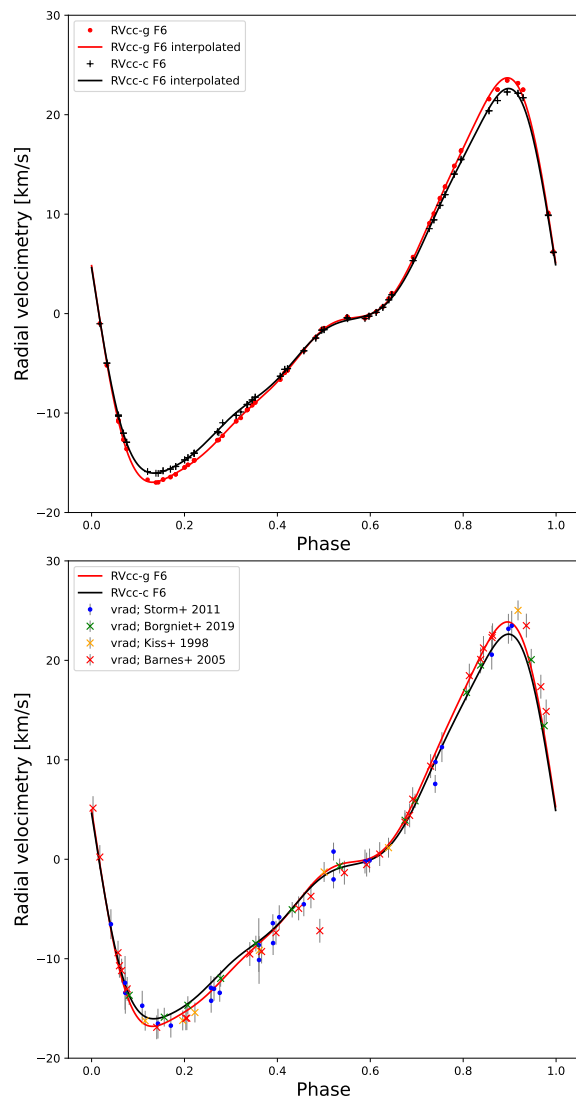 30
20
10
0
−10
−20
Radial velocimetry [km/s]
RVcc-g F6
RVcc-g F6 interpolated
RVcc-c F6
RVcc-c F6 interpolated
0.0 0.2 0.4 0.6 0.8 1.0
Phase
30
20
10
0
−10
−20
Radial velocimetry [km/s]
RVcc-g F6
RVcc-c F6
vrad; Storm+ 2011
vrad; Borgniet+ 2019
vrad; Kiss+ 1998
vrad; Barnes+ 2005
0.0 0.2 0.4 0.6 0.8 1.0
Phase